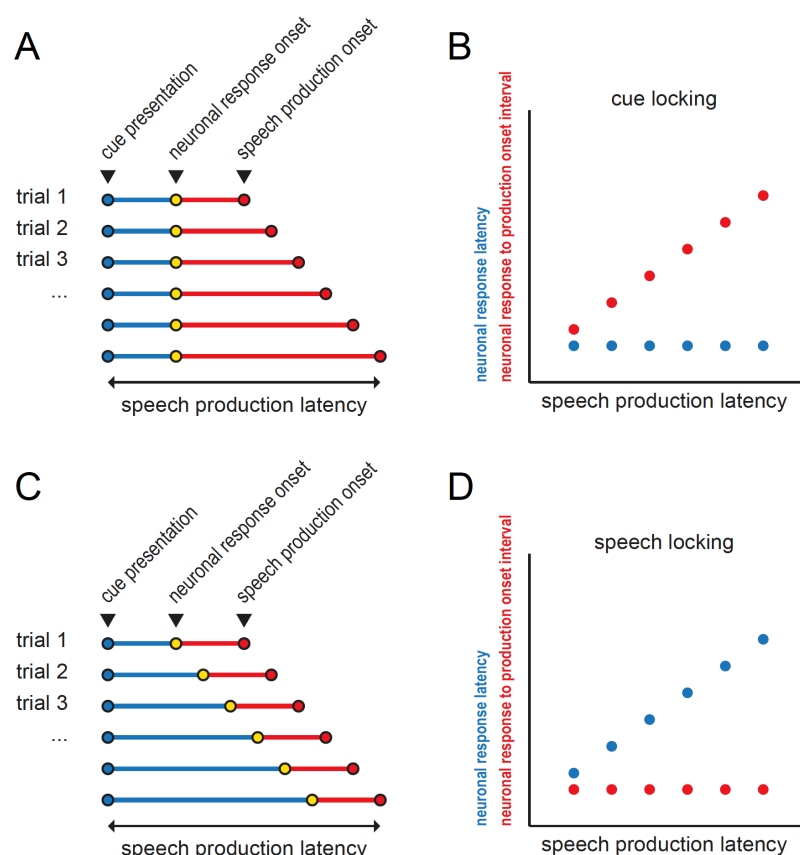 A
cue presentation
neuronal response onset
speech production onset
trial 1
trial 2
trial 3
...
speech production latency
B
neuronal response latency
neuronal response to production onset interval
cue locking
speech production latency
C
cue presentation
neuronal response onset
speech production onset
trial 1
trial 2
trial 3
...
speech production latency
D
neuronal response latency
neuronal response to production onset interval
speech locking
speech production latency